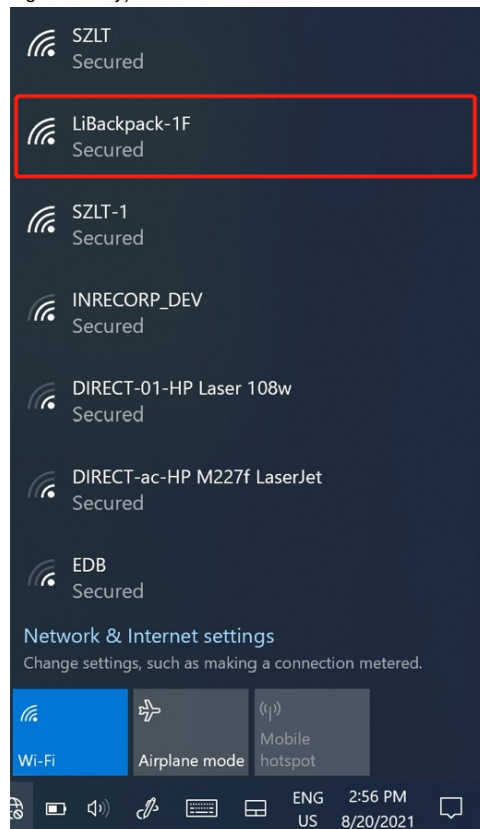 SZLT
Secured
LiBackpack-1F
Secured
SZLT-1
Secured
INRECORP_DEV
Secured
DIRECT-01-HP Laser 108w
Secured
DIRECT-ac-HP M227f LaserJet
Secured
EDB
Secured
Network & Internet settings
Change settings, such as making a connection metered.
Wi-Fi
Airplane mode
Mobile hotspot
ENG 2:56 PM
US 8/20/2021